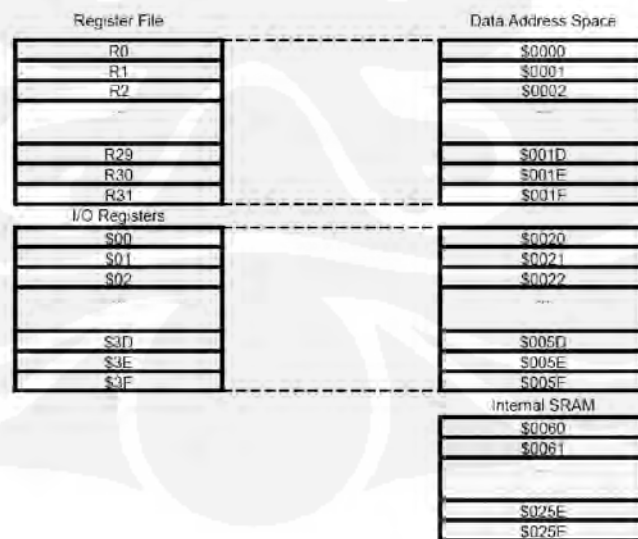 Register File
Data Address Space
R0
$0000
R1
$0001
R2
$0002
...
...
R29
$001D
R30
$001E
R31
$001F
I/O Registers
$00
$0020
$01
$0021
$02
$0022
...
...
$3D
$005D
$3E
$005E
$3F
$005F
Internal SRAM
$0060
$0061
...
$025E
$025F